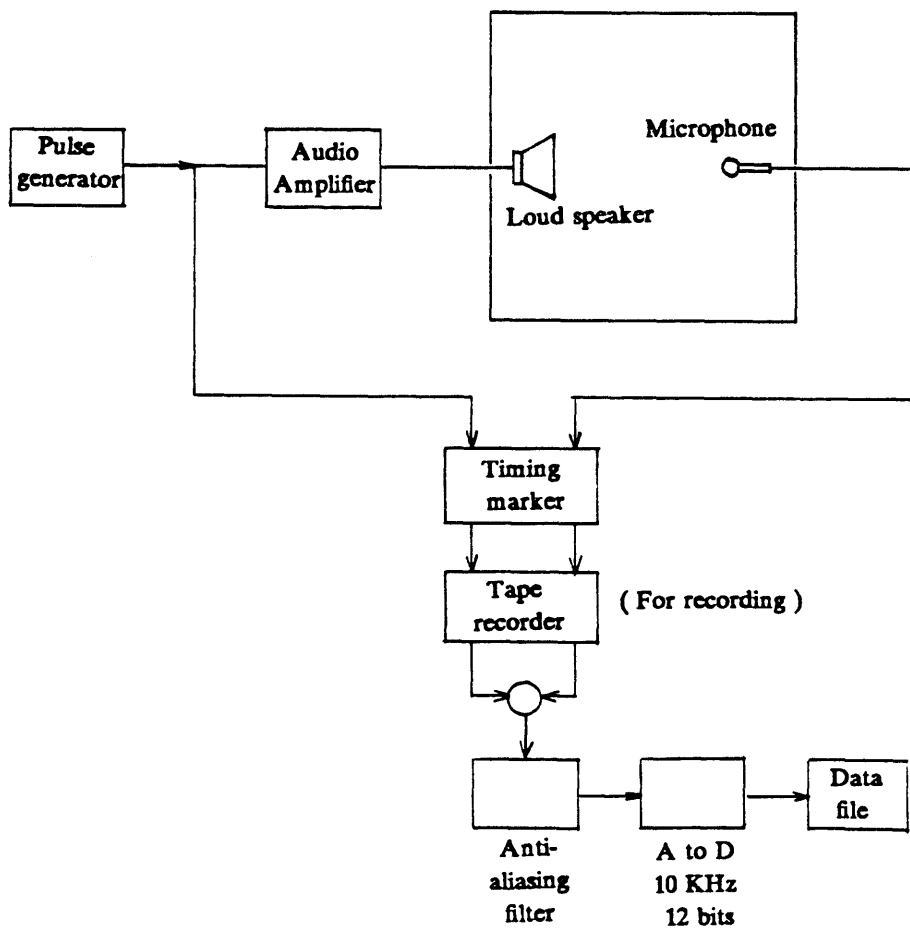 Pulse
generator
Audio
Amplifier
Loud speaker
Microphone
Timing
marker
Tape
recorder
( For recording )
Anti-
aliasing
filter
A to D
10 KHz
12 bits
Data
file